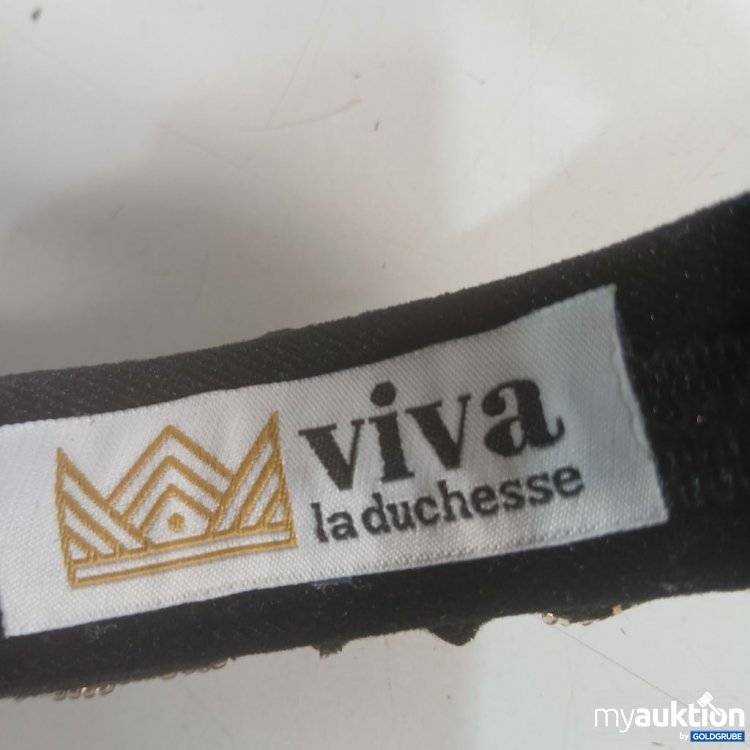 viva
la duchesse
myauktion
by GOLDGRUBE